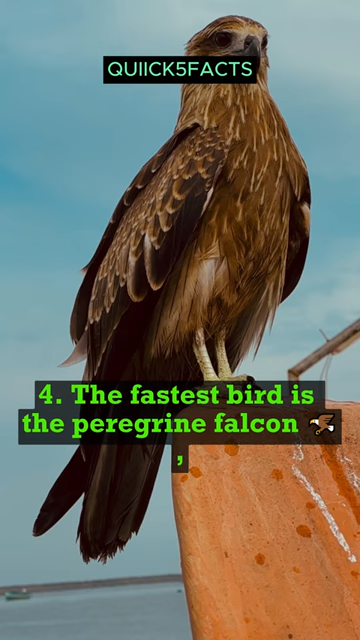 QUIICK5FACTS
4. The fastest bird is
the peregrine falcon 🦅
,